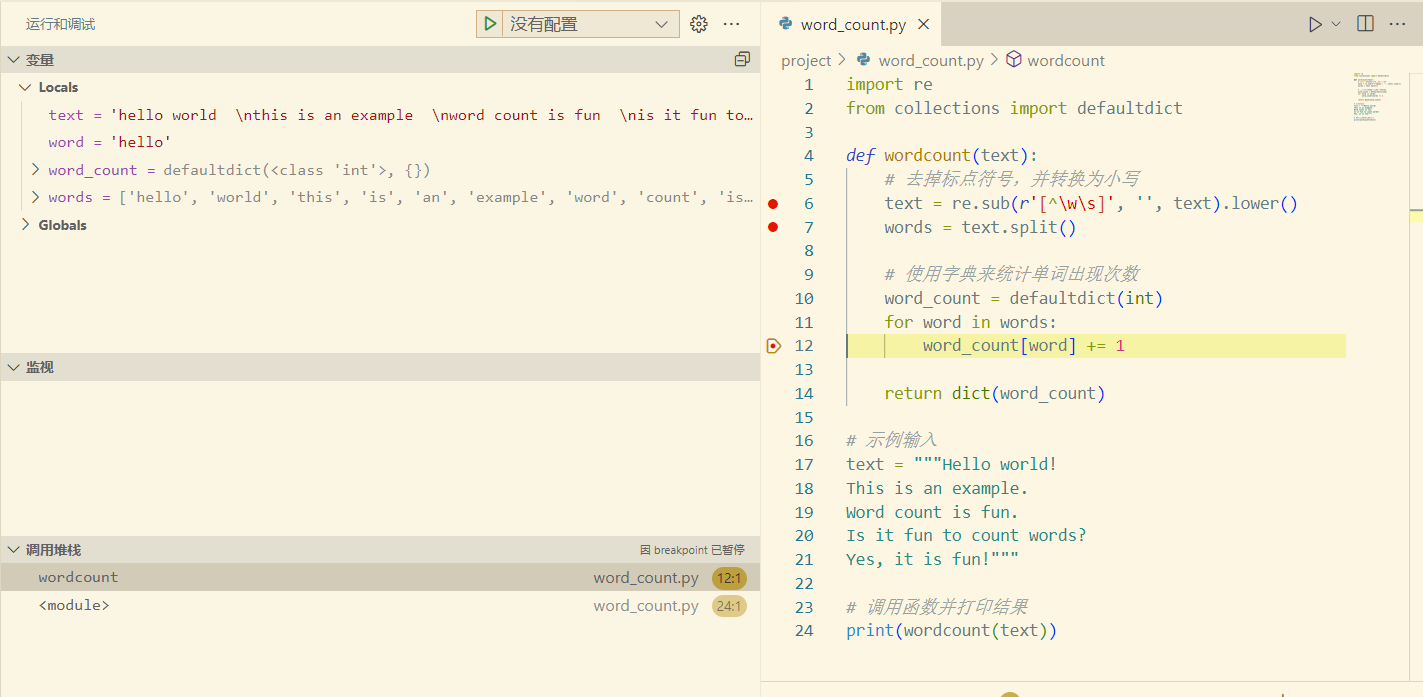 运行和调试
没有配置
变量
Locals
text = 'hello world  \nthis is an example  \nword count is fun  \nis it fun to…
word = 'hello'
word_count = defaultdict(<class 'int'>, {})
words = ['hello', 'world', 'this', 'is', 'an', 'example', 'word', 'count', 'is…
Globals
监视
调用堆栈
因 breakpoint 已暂停
wordcount word_count.py 12:1
<module> word_count.py 24:1
word_count.py
project > word_count.py > wordcount
1 import re
2 from collections import defaultdict
3
4 def wordcount(text):
5     # 去掉标点符号，并转换为小写
6     text = re.sub(r'[^\w\s]', '', text).lower()
7     words = text.split()
8
9     # 使用字典来统计单词出现次数
10     word_count = defaultdict(int)
11     for word in words:
12         word_count[word] += 1
13
14     return dict(word_count)
15
16 # 示例输入
17 text = """Hello world!
18 This is an example.
19 Word count is fun.
20 Is it fun to count words?
21 Yes, it is fun!"""
22
23 # 调用函数并打印结果
24 print(wordcount(text))